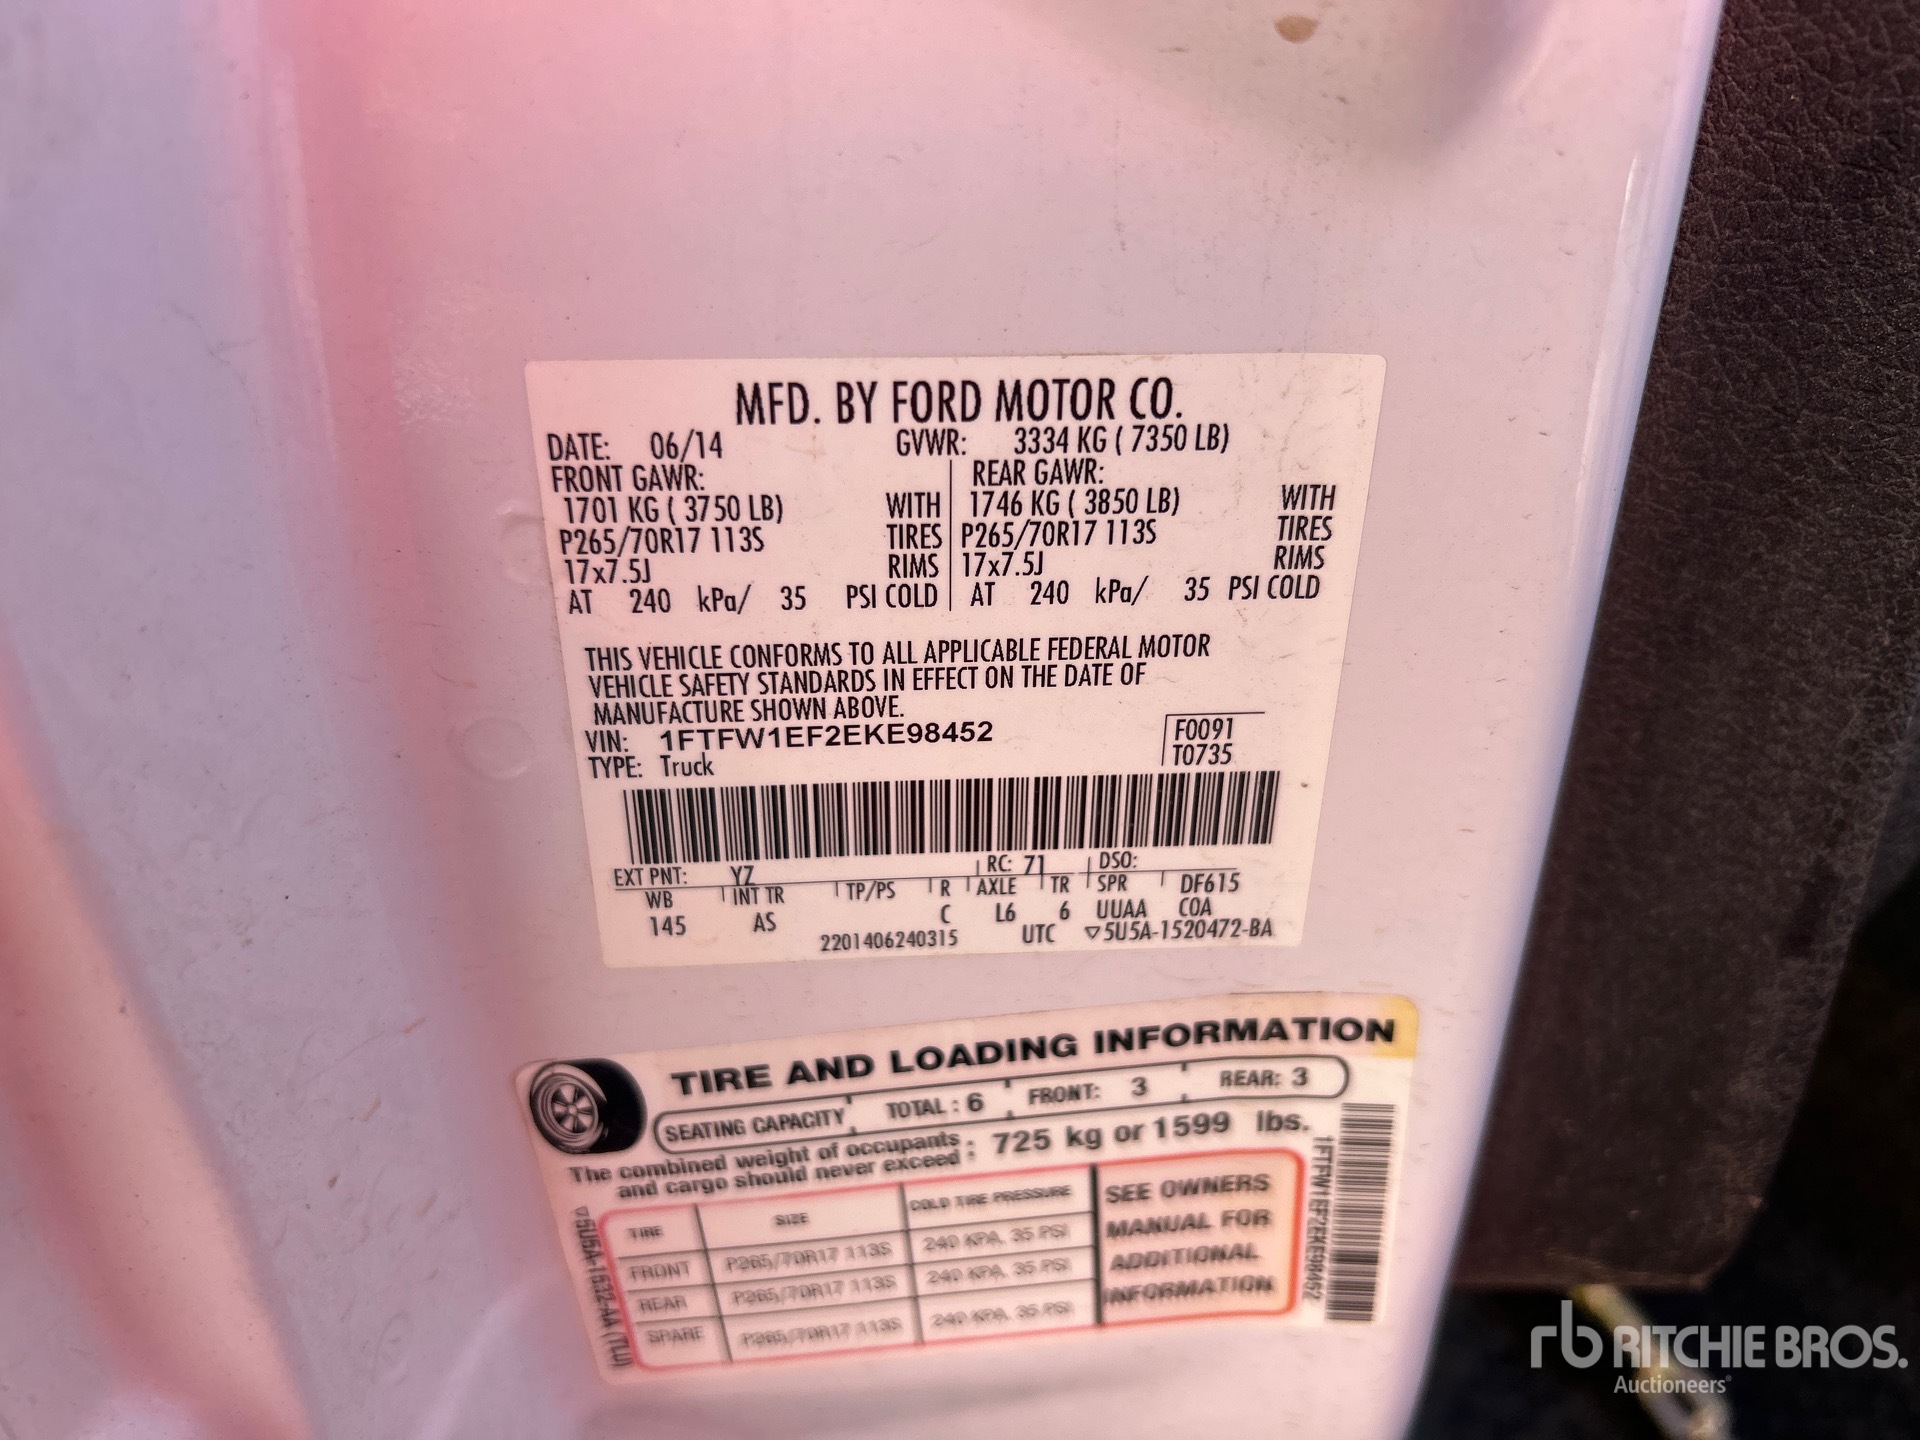 MFD. BY FORD MOTOR CO.
DATE: 06/14 GVWR: 3334 KG ( 7350 LB)
FRONT GAWR: REAR GAWR:
1701 KG ( 3750 LB) WITH 1746 KG ( 3850 LB) WITH
P265/70R17 113S TIRES P265/70R17 113S TIRES
17x7.5J RIMS 17x7.5J RIMS
AT 240 kPa/ 35 PSI COLD AT 240 kPa/ 35 PSI COLD
THIS VEHICLE CONFORMS TO ALL APPLICABLE FEDERAL MOTOR
VEHICLE SAFETY STANDARDS IN EFFECT ON THE DATE OF
MANUFACTURE SHOWN ABOVE.
VIN: 1FTFW1EF2EKE98452 F0091
TYPE: Truck T0735
EXT PNT: YZ RC: 71 DSO:
WB INT TR TP/PS R AXLE TR SPR DF615
145 AS C L6 6 UUAA COA
2201406240315 UTC ▽5U5A-1520472-BA
TIRE AND LOADING INFORMATION
SEATING CAPACITY TOTAL : 6 FRONT: 3 REAR: 3
The combined weight of occupants
and cargo should never exceed : 725 kg or 1599 lbs.
TIRE SIZE COLD TIRE PRESSURE
FRONT P265/70R17 113S 240 KPA, 35 PSI
REAR P265/70R17 113S 240 KPA, 35 PSI
SPARE P265/70R17 113S 240 KPA, 35 PSI
SEE OWNERS
MANUAL FOR
ADDITIONAL
INFORMATION
▽5U5A-1532-AA (TLU)
1FTFW1EF2EKE98452
rb RITCHIE BROS.
Auctioneers